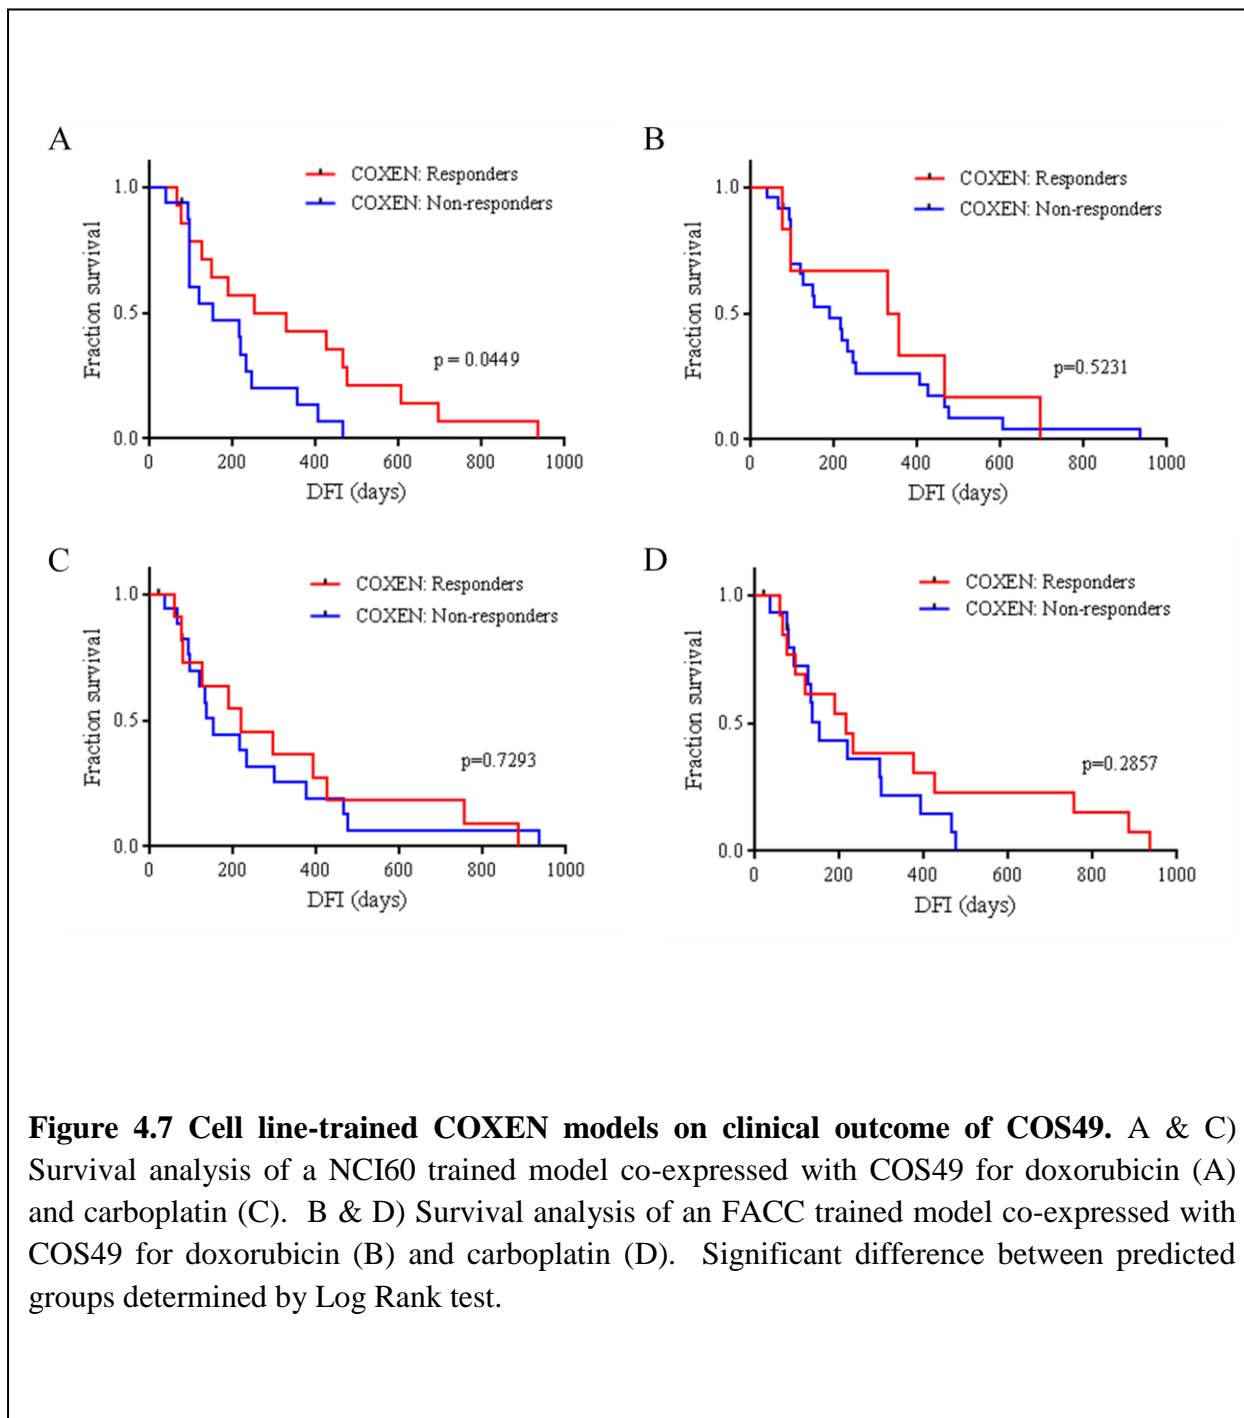 A
COXEN: Responders
COXEN: Non-responders
1.0
0.5
0.0
Fraction survival
p = 0.0449
0 200 400 600 800 1000
DFI (days)
B
COXEN: Responders
COXEN: Non-responders
1.0
0.5
0.0
Fraction survival
p=0.5231
0 200 400 600 800 1000
DFI (days)
C
COXEN: Responders
COXEN: Non-responders
1.0
0.5
0.0
Fraction survival
p=0.7293
0 200 400 600 800 1000
DFI (days)
D
COXEN: Responders
COXEN: Non-responders
1.0
0.5
0.0
Fraction survival
p=0.2857
0 200 400 600 800 1000
DFI (days)
Figure 4.7 Cell line-trained COXEN models on clinical outcome of COS49. A & C)
Survival analysis of a NCI60 trained model co-expressed with COS49 for doxorubicin (A)
and carboplatin (C). B & D) Survival analysis of an FACC trained model co-expressed with
COS49 for doxorubicin (B) and carboplatin (D). Significant difference between predicted
groups determined by Log Rank test.